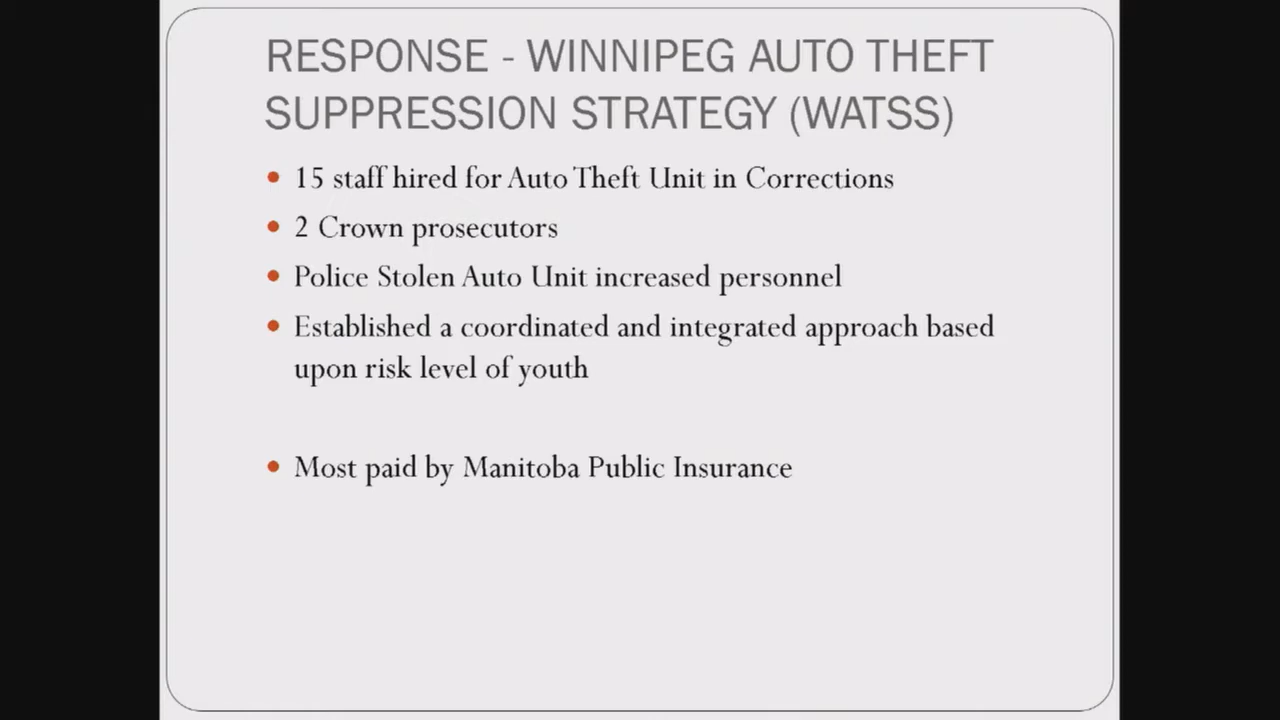 RESPONSE - WINNIPEG AUTO THEFT
SUPPRESSION STRATEGY (WATSS)
• 15 staff hired for Auto Theft Unit in Corrections
• 2 Crown prosecutors
• Police Stolen Auto Unit increased personnel
• Established a coordinated and integrated approach based
upon risk level of youth
• Most paid by Manitoba Public Insurance